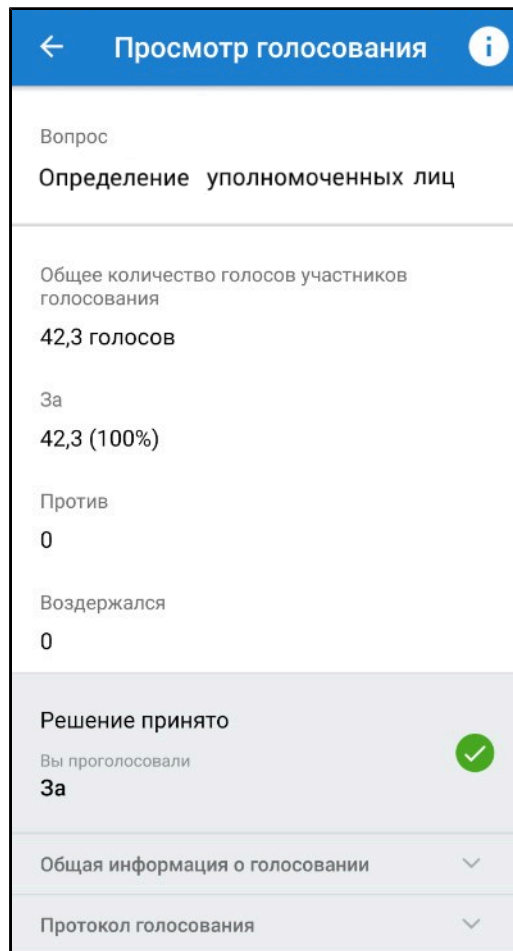 Просмотр голосования
Вопрос
Определение уполномоченных лиц
Общее количество голосов участников
голосования
42,3 голосов
За
42,3 (100%)
Против
0
Воздержался
0
Решение принято
Вы проголосовали
За
Общая информация о голосовании
Протокол голосования